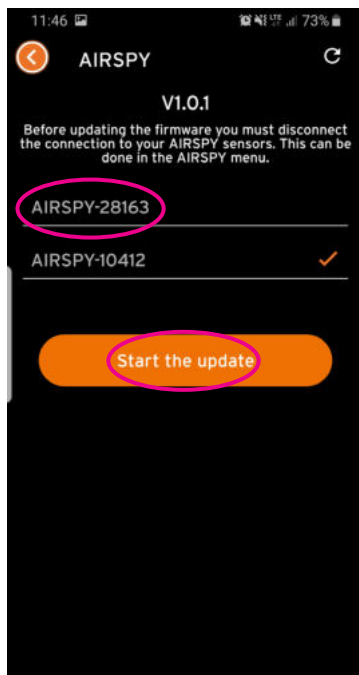 11:46 LTE 73%
AIRSPY
V1.0.1
Before updating the firmware you must disconnect
the connection to your AIRSPY sensors. This can be
done in the AIRSPY menu.
AIRSPY-28163
AIRSPY-10412
Start the update